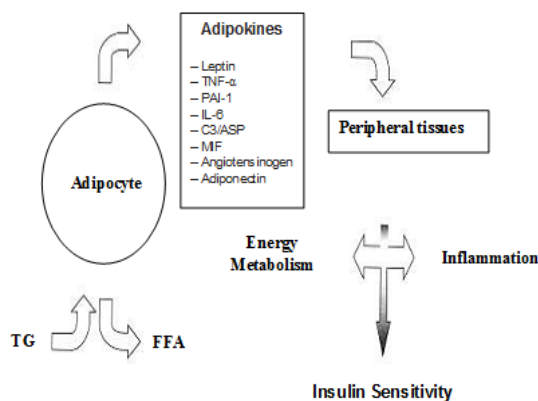 Adipokines
– Leptin
– TNF-α
– PAI-1
– IL-6
– C3/ASP
– MIF
– Angiotensinogen
– Adiponectin
Peripheral tissues
Adipocyte
Energy
Metabolism
Inflammation
TG
FFA
Insulin Sensitivity